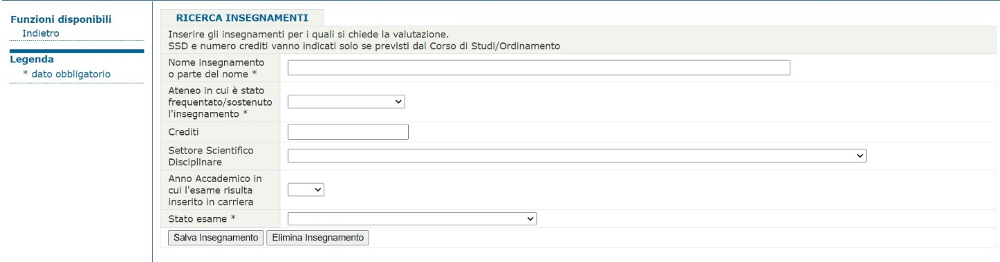 Funzioni disponibili
Indietro
Legenda
* dato obbligatorio
RICERCA INSEGNAMENTI
Inserire gli insegnamenti per i quali si chiede la valutazione.
SSD e numero crediti vanno indicati solo se previsti dal Corso di Studi/Ordinamento
Nome insegnamento
o parte del nome *
Ateneo in cui è stato
frequentato/sostenuto
l'insegnamento *
Crediti
Settore Scientifico
Disciplinare
Anno Accademico in
cui l'esame risulta
inserito in carriera
Stato esame *
Salva Insegnamento Elimina Insegnamento